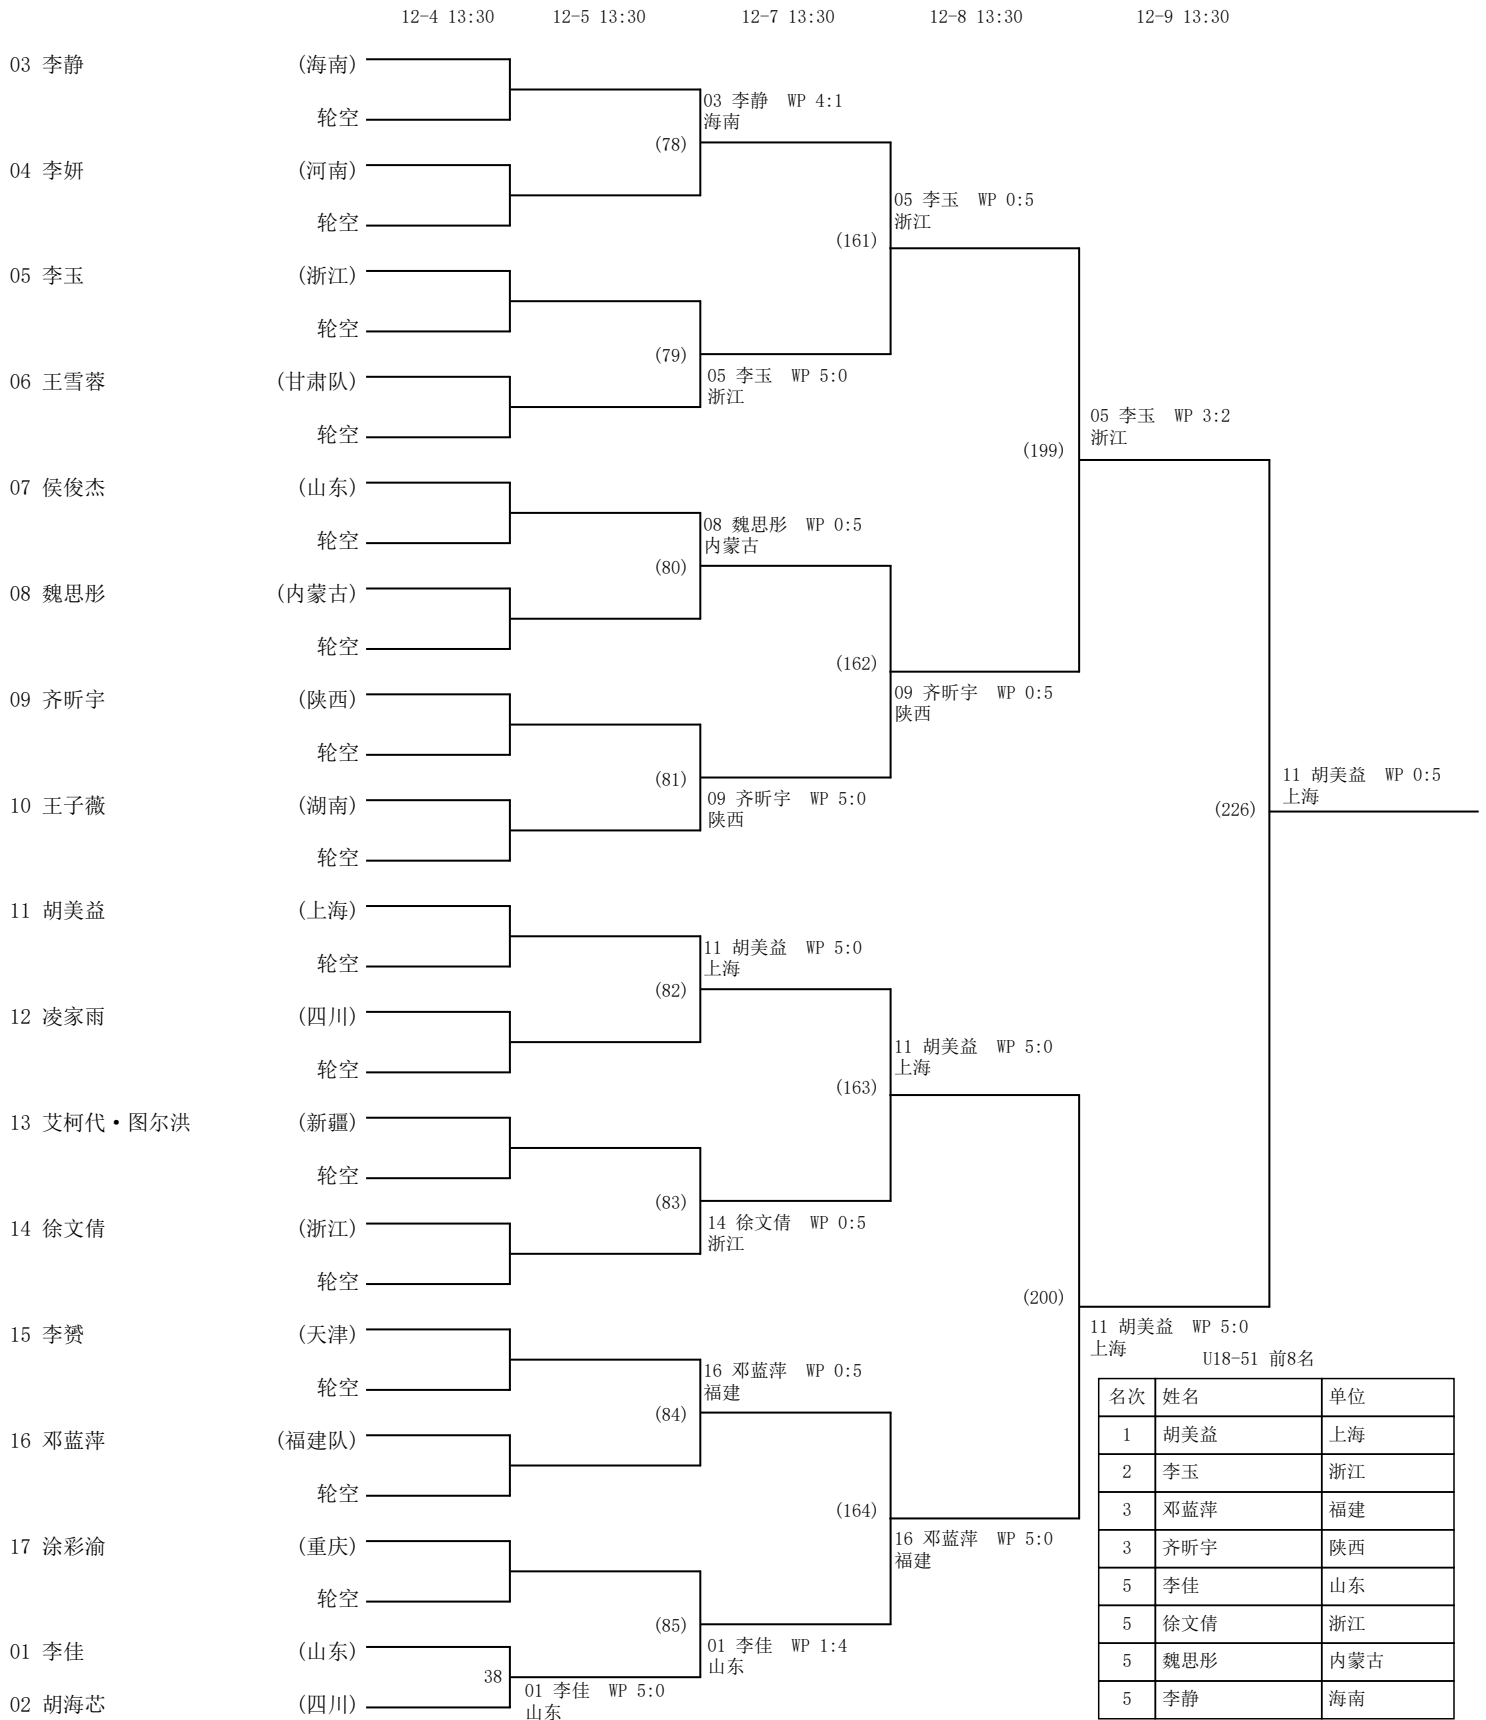 12-4 13:30 12-5 13:30 12-7 13:30 12-8 13:30 12-9 13:30
03 李静 (海南)
轮空
03 李静 WP 4:1
海南
(78)
04 李妍 (河南)
轮空
05 李玉 WP 0:5
浙江
(161)
05 李玉 (浙江)
轮空
(79)
05 李玉 WP 5:0
浙江
06 王雪蓉 (甘肃队)
轮空
05 李玉 WP 3:2
浙江
(199)
07 侯俊杰 (山东)
轮空
08 魏思彤 WP 0:5
内蒙古
(80)
08 魏思彤 (内蒙古)
轮空
(162)
09 齐昕宇 WP 0:5
陕西
09 齐昕宇 (陕西)
轮空
(81)
09 齐昕宇 WP 5:0
陕西
10 王子薇 (湖南)
轮空
11 胡美益 WP 0:5
上海
(226)
11 胡美益 (上海)
轮空
11 胡美益 WP 5:0
上海
(82)
12 凌家雨 (四川)
轮空
11 胡美益 WP 5:0
上海
(163)
13 艾柯代·图尔洪 (新疆)
轮空
(83)
14 徐文倩 WP 0:5
浙江
14 徐文倩 (浙江)
轮空
(200)
11 胡美益 WP 5:0
上海
15 李赟 (天津)
轮空
16 邓蓝萍 WP 0:5
福建
(84)
16 邓蓝萍 (福建队)
轮空
(164)
16 邓蓝萍 WP 5:0
福建
17 涂彩渝 (重庆)
轮空
(85)
01 李佳 WP 1:4
山东
01 李佳 (山东)
38
01 李佳 WP 5:0
山东
02 胡海芯 (四川)
U18-51 前8名
名次 姓名 单位
1 胡美益 上海
2 李玉 浙江
3 邓蓝萍 福建
3 齐昕宇 陕西
5 李佳 山东
5 徐文倩 浙江
5 魏思彤 内蒙古
5 李静 海南